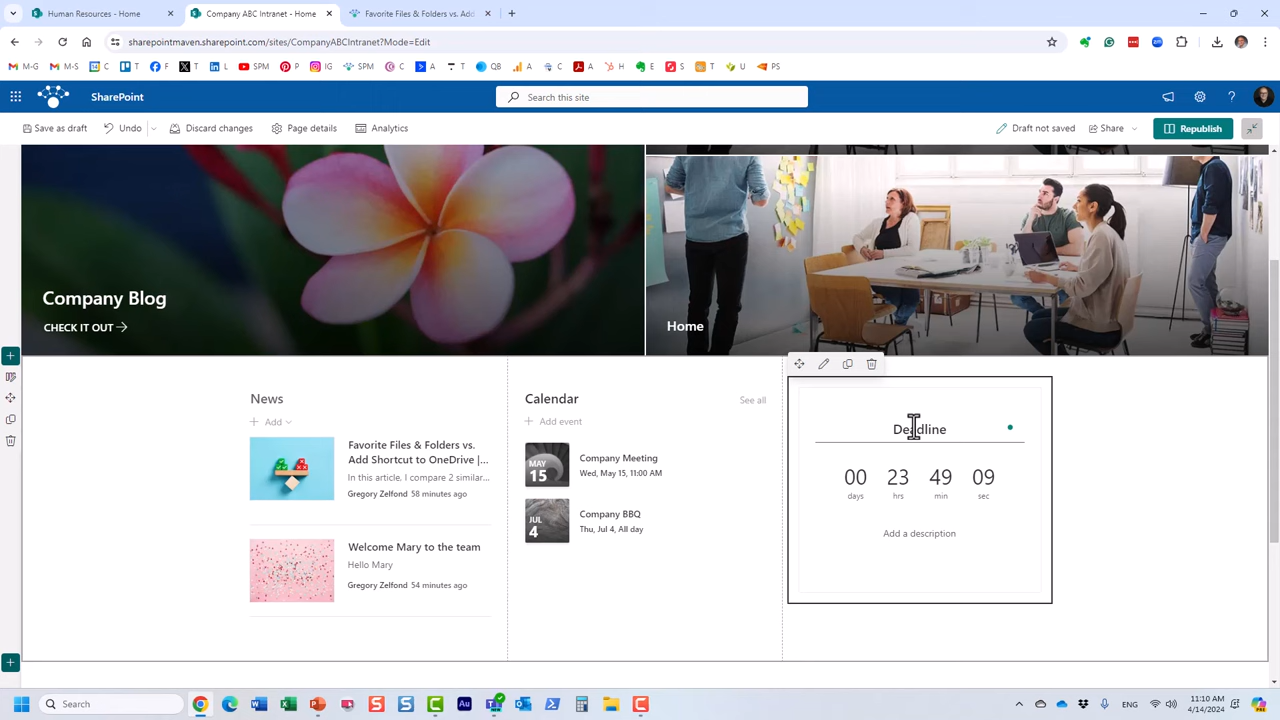 Human Resources - Home
Company ABC Intranet - Home
Favorite Files & Folders vs. Add
sharepointmaven.sharepoint.com/sites/CompanyABCIntranet?Mode=Edit
M-G M-S C T F X T L SPM P IG SPM C A T QB A C A H E S T U PS
SharePoint
Search this site
Save as draft Undo Discard changes Page details Analytics
Draft not saved Share Republish
Company Blog
CHECK IT OUT
Home
News
Add
Favorite Files & Folders vs.
Add Shortcut to OneDrive |...
In this article, I compare 2 similar...
Gregory Zelfond 58 minutes ago
Welcome Mary to the team
Hello Mary
Gregory Zelfond 54 minutes ago
Calendar See all
Add event
MAY
15
Company Meeting
Wed, May 15, 11:00 AM
JUL
4
Company BBQ
Thu, Jul 4, All day
Deadline
00 23 49 09
days hrs min sec
Add a description
Search
ENG
11:10 AM
4/14/2024